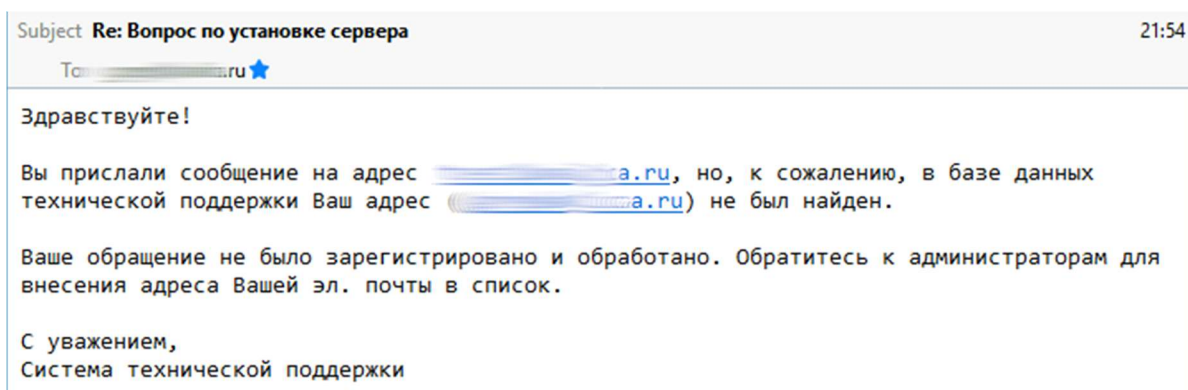 Subject Re: Вопрос по установке сервера 21:54
To .ru
Здравствуйте!
Вы прислали сообщение на адрес a.ru, но, к сожалению, в базе данных
технической поддержки Ваш адрес ( a.ru) не был найден.
Ваше обращение не было зарегистрировано и обработано. Обратитесь к администраторам для
внесения адреса Вашей эл. почты в список.
С уважением,
Система технической поддержки